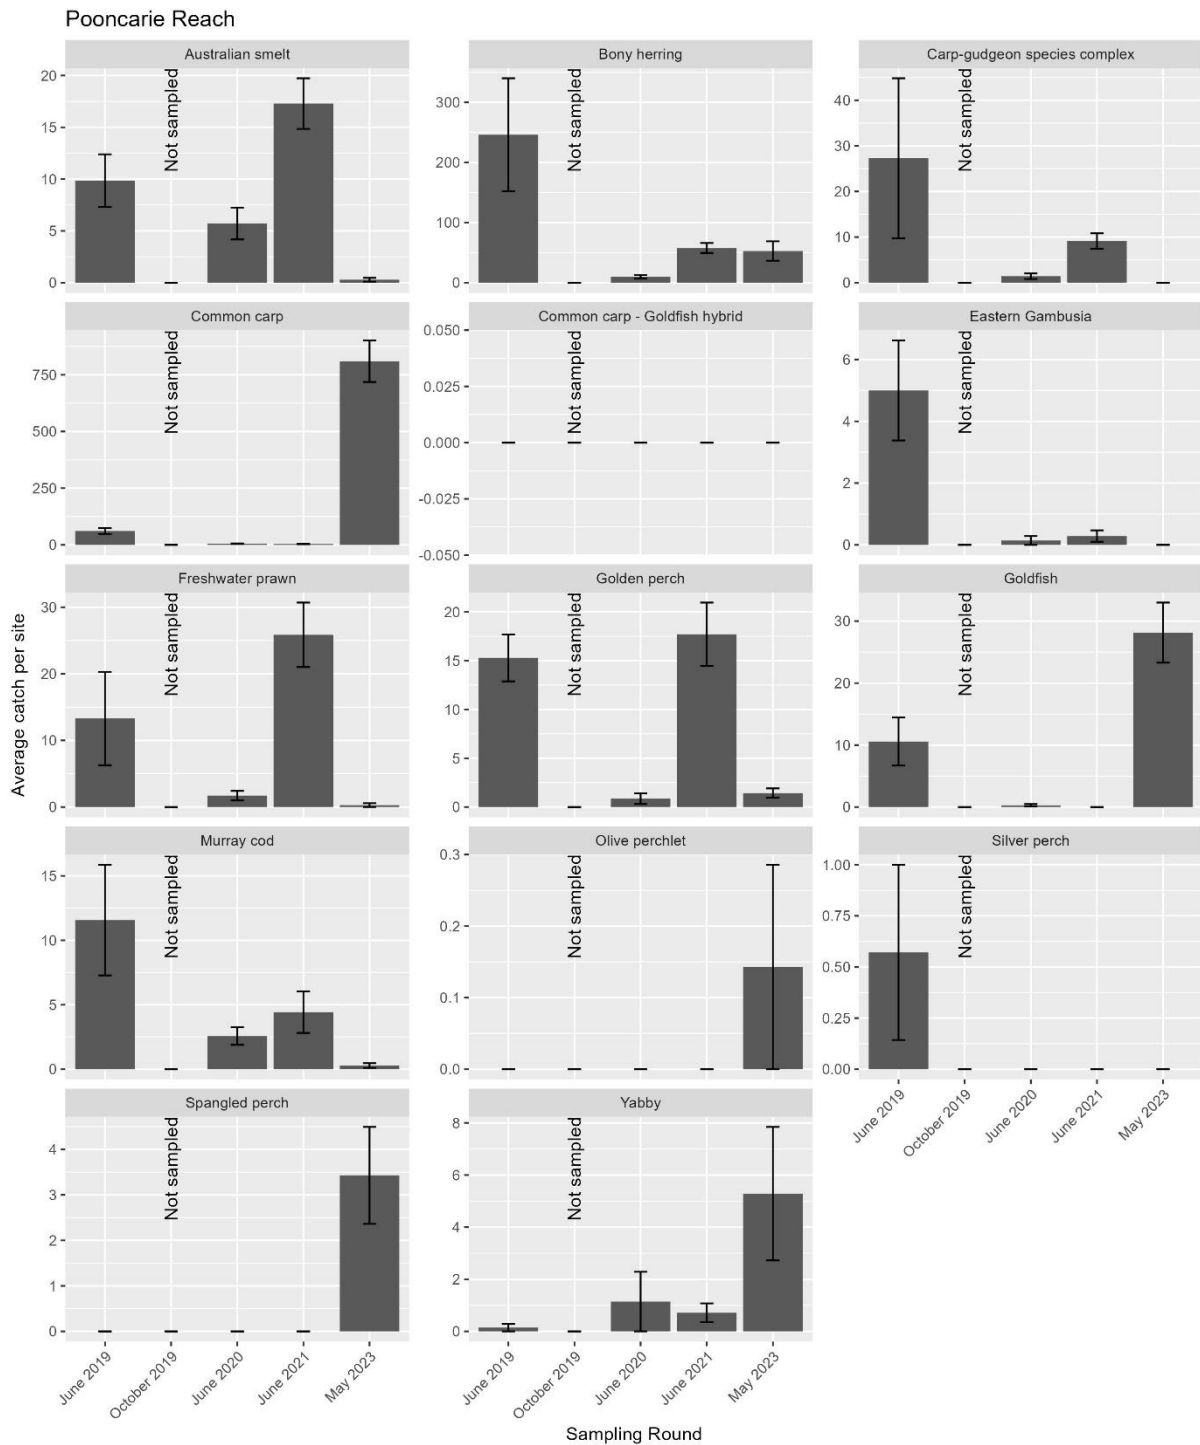 Pooncarie Reach
Australian smelt
20
15
10
5
0
Not sampled
Bony herring
300
200
100
0
Not sampled
Carp-gudgeon species complex
40
30
20
10
0
Not sampled
Common carp
750
500
250
0
Not sampled
Common carp - Goldfish hybrid
0.050
0.025
0.000
-0.025
-0.050
Not sampled
Eastern Gambusia
6
4
2
0
Not sampled
Freshwater prawn
30
20
10
0
Not sampled
Golden perch
20
15
10
5
0
Not sampled
Goldfish
30
20
10
0
Not sampled
Murray cod
15
10
5
0
Not sampled
Olive perchlet
0.3
0.2
0.1
0.0
Not sampled
Silver perch
1.00
0.75
0.50
0.25
0.00
Not sampled
June 2019
October 2019
June 2020
June 2021
May 2023
Spangled perch
4
3
2
1
0
Not sampled
June 2019
October 2019
June 2020
June 2021
May 2023
Yabby
8
6
4
2
0
Not sampled
June 2019
October 2019
June 2020
June 2021
May 2023
Average catch per site
Sampling Round